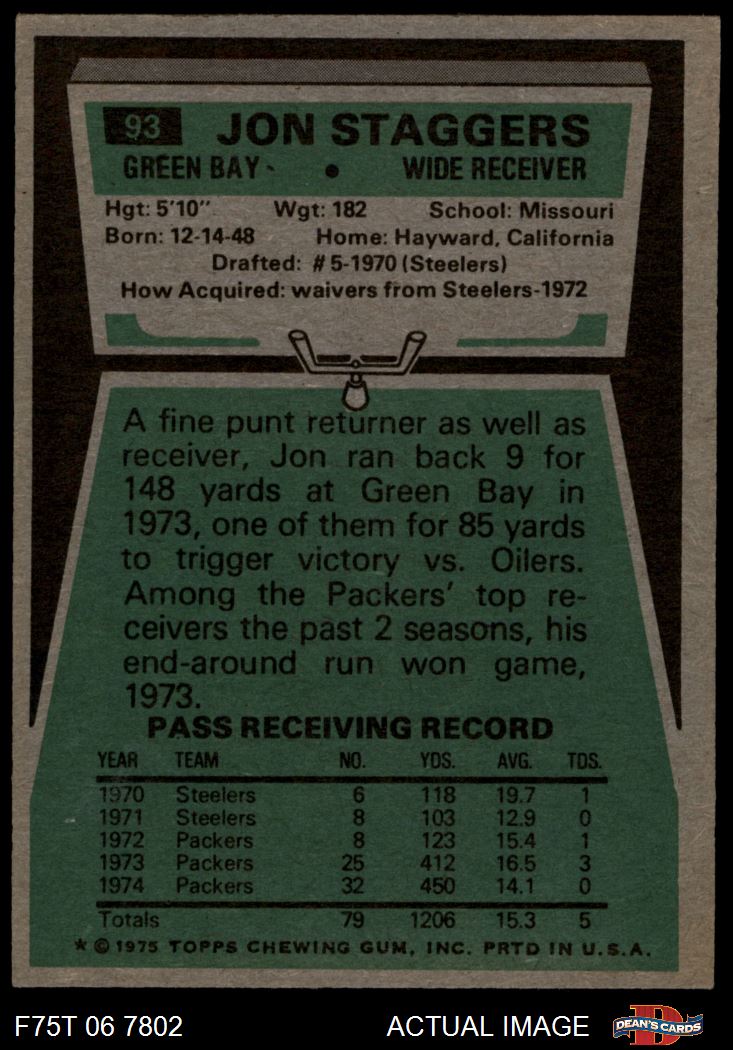 93 JON STAGGERS
GREEN BAY • WIDE RECEIVER
Hgt: 5'10" Wgt: 182 School: Missouri
Born: 12-14-48 Home: Hayward, California
Drafted: #5-1970 (Steelers)
How Acquired: waivers from Steelers-1972
A fine punt returner as well as
receiver, Jon ran back 9 for
148 yards at Green Bay in
1973, one of them for 85 yards
to trigger victory vs. Oilers.
Among the Packers' top re-
ceivers the past 2 seasons, his
end-around run won game,
1973.
PASS RECEIVING RECORD
YEAR TEAM NO. YDS. AVG. TDS.
1970 Steelers 6 118 19.7 1
1971 Steelers 8 103 12.9 0
1972 Packers 8 123 15.4 1
1973 Packers 25 412 16.5 3
1974 Packers 32 450 14.1 0
Totals 79 1206 15.3 5
* © 1975 TOPPS CHEWING GUM, INC. PRTD IN U.S.A.
F75T 06 7802 ACTUAL IMAGE D DEAN'S CARDS